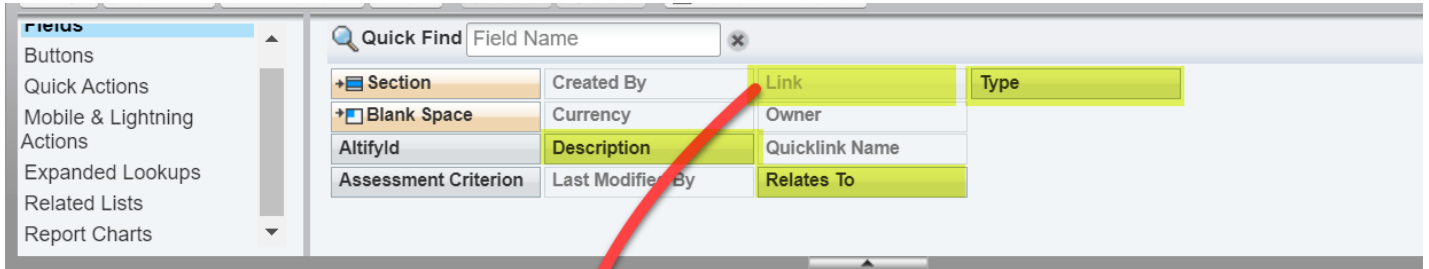 Fields
Buttons
Quick Actions
Mobile & Lightning
Actions
Expanded Lookups
Related Lists
Report Charts
Quick Find Field Name
Section Created By Link Type
Blank Space Currency Owner
AltifyId Description Quicklink Name
Assessment Criterion Last Modified By Relates To